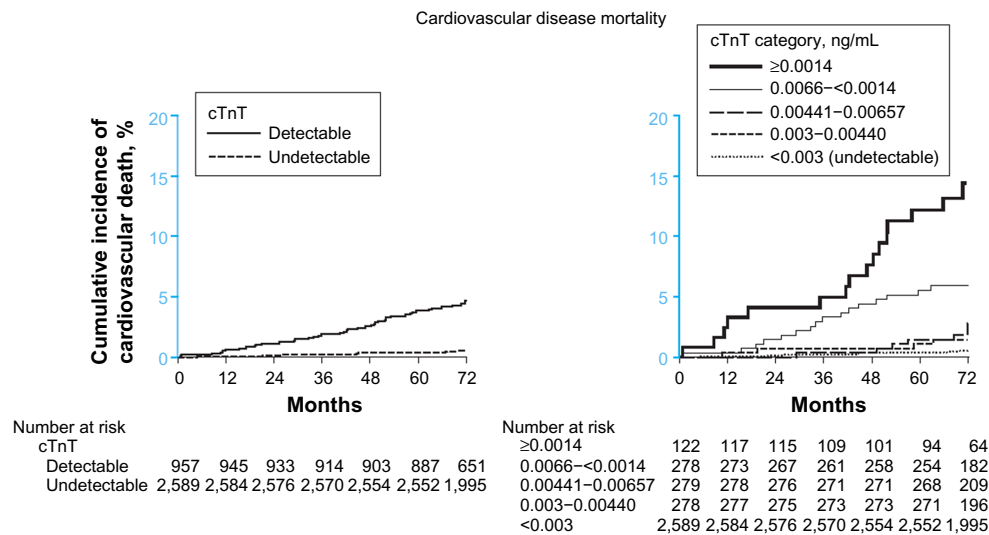 Cardiovascular disease mortality
Cumulative incidence of
cardiovascular death, %
cTnT
Detectable
Undetectable
20
15
10
5
0
0 12 24 36 48 60 72
Months
Number at risk
cTnT
Detectable 957 945 933 914 903 887 651
Undetectable 2,589 2,584 2,576 2,570 2,554 2,552 1,995
cTnT category, ng/mL
≥0.0014
0.0066–<0.0014
0.00441–0.00657
0.003–0.00440
<0.003 (undetectable)
20
15
10
5
0
0 12 24 36 48 60 72
Months
Number at risk
≥0.0014 122 117 115 109 101 94 64
0.0066–<0.0014 278 273 267 261 258 254 182
0.00441–0.00657 279 278 276 271 271 268 209
0.003–0.00440 278 277 275 273 273 271 196
<0.003 2,589 2,584 2,576 2,570 2,554 2,552 1,995